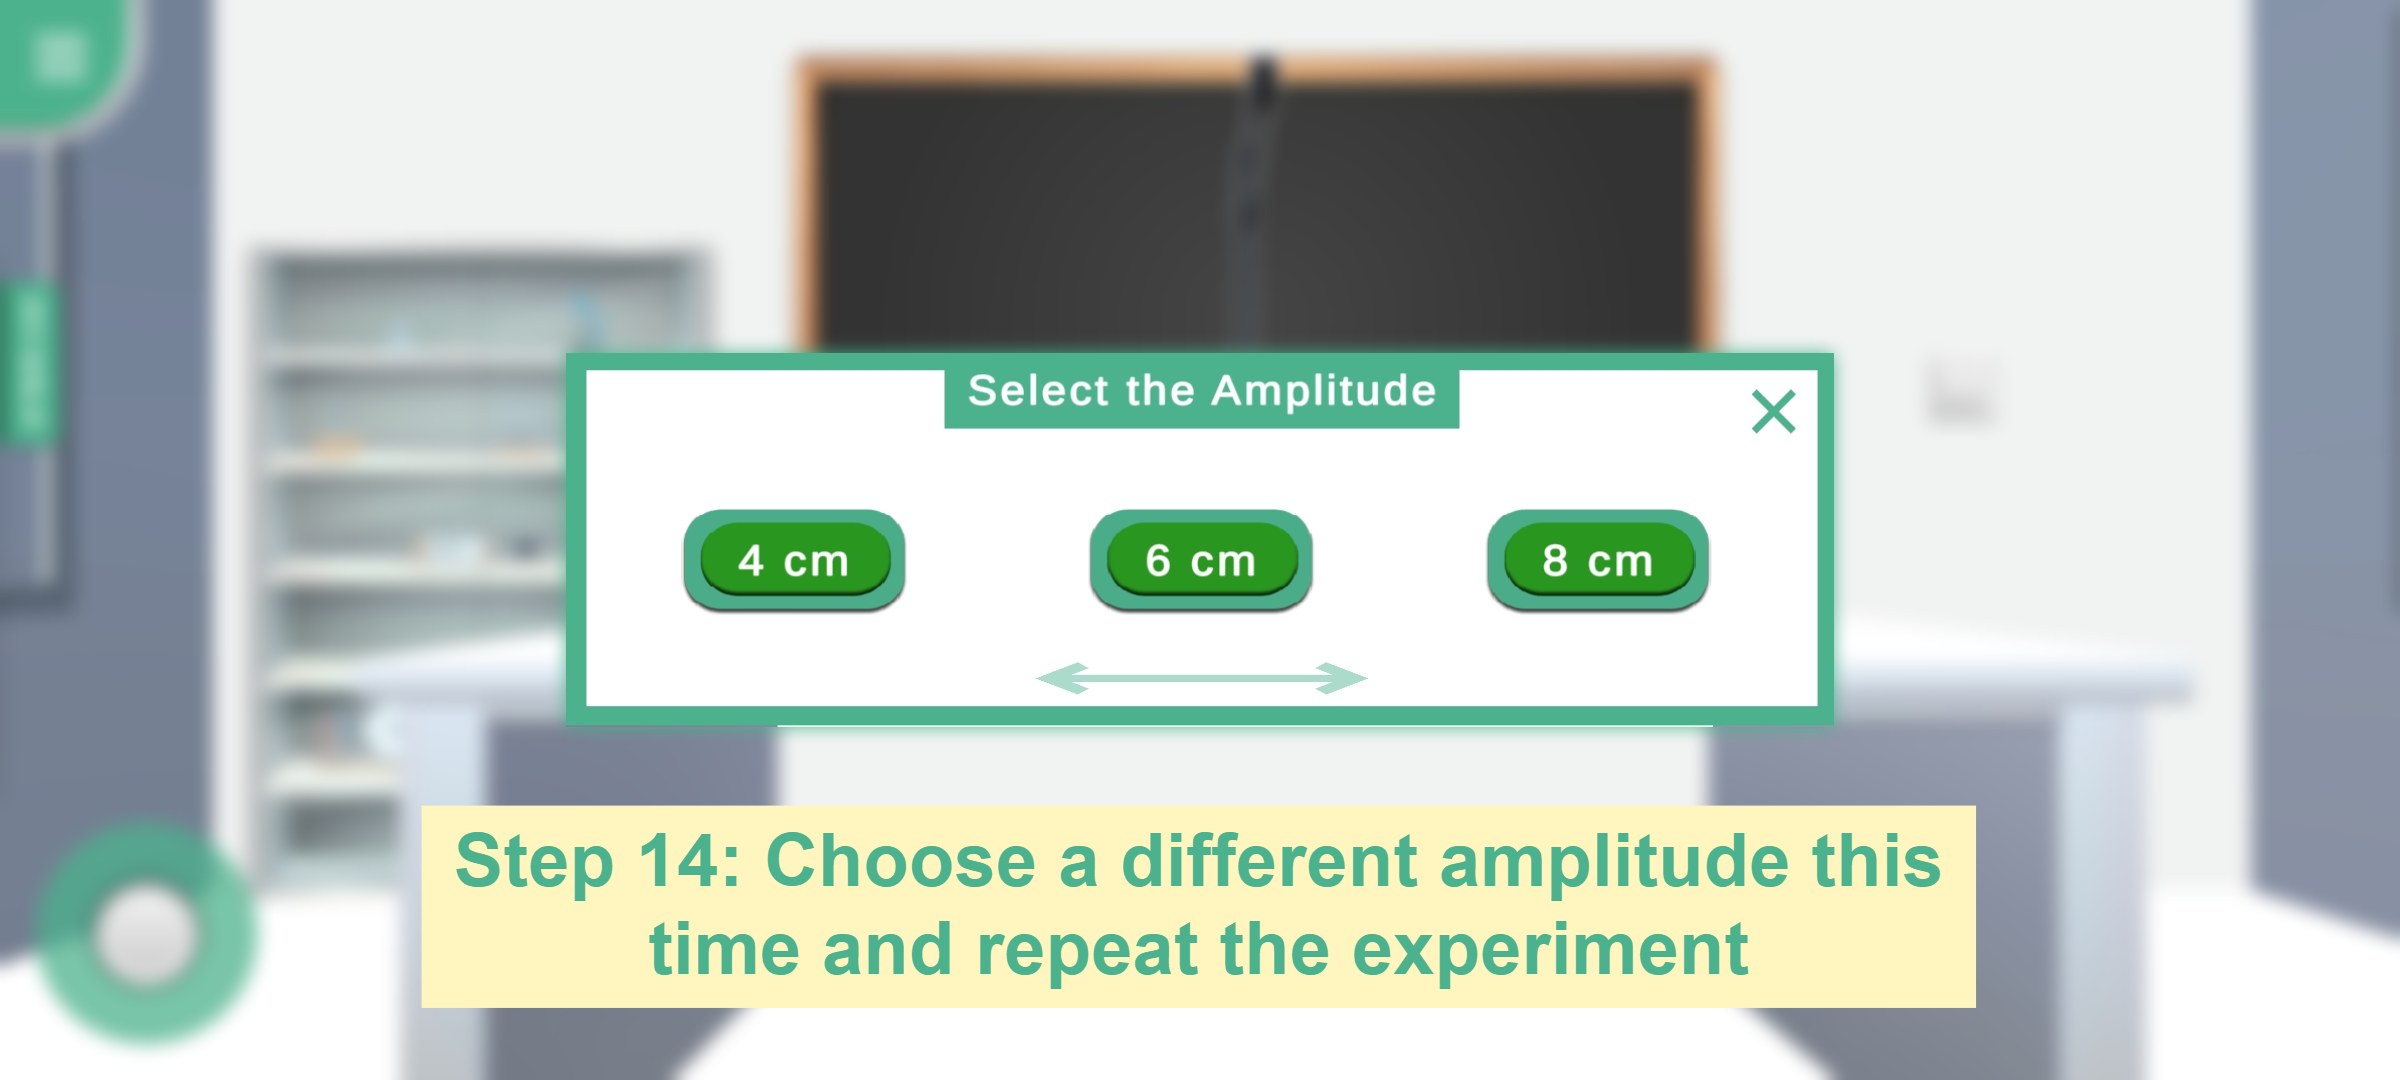 Select the Amplitude
4 cm
6 cm
8 cm
Step 14: Choose a different amplitude this
time and repeat the experiment